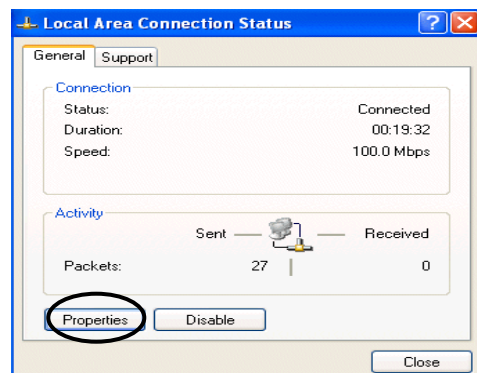 Local Area Connection Status
General Support
Connection
Status: Connected
Duration: 00:19:32
Speed: 100.0 Mbps
Activity
Sent Received
Packets: 27 0
Properties Disable
Close